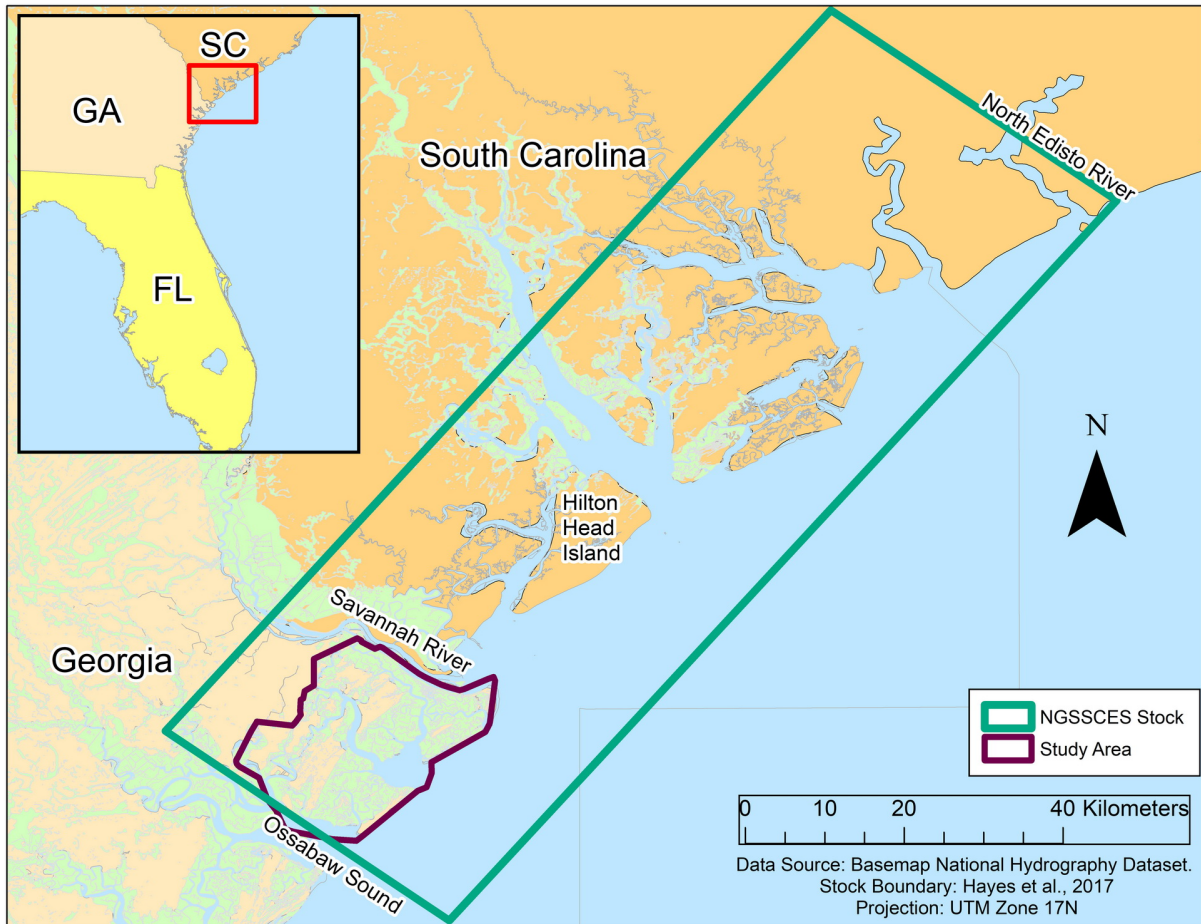 SC
GA
FL
South Carolina
North Edisto River
N
Hilton
Head
Island
Savannah River
Georgia
Ossabaw Sound
NGSSCES Stock
Study Area
0 10 20 40 Kilometers
Data Source: Basemap National Hydrography Dataset.
Stock Boundary: Hayes et al., 2017
Projection: UTM Zone 17N